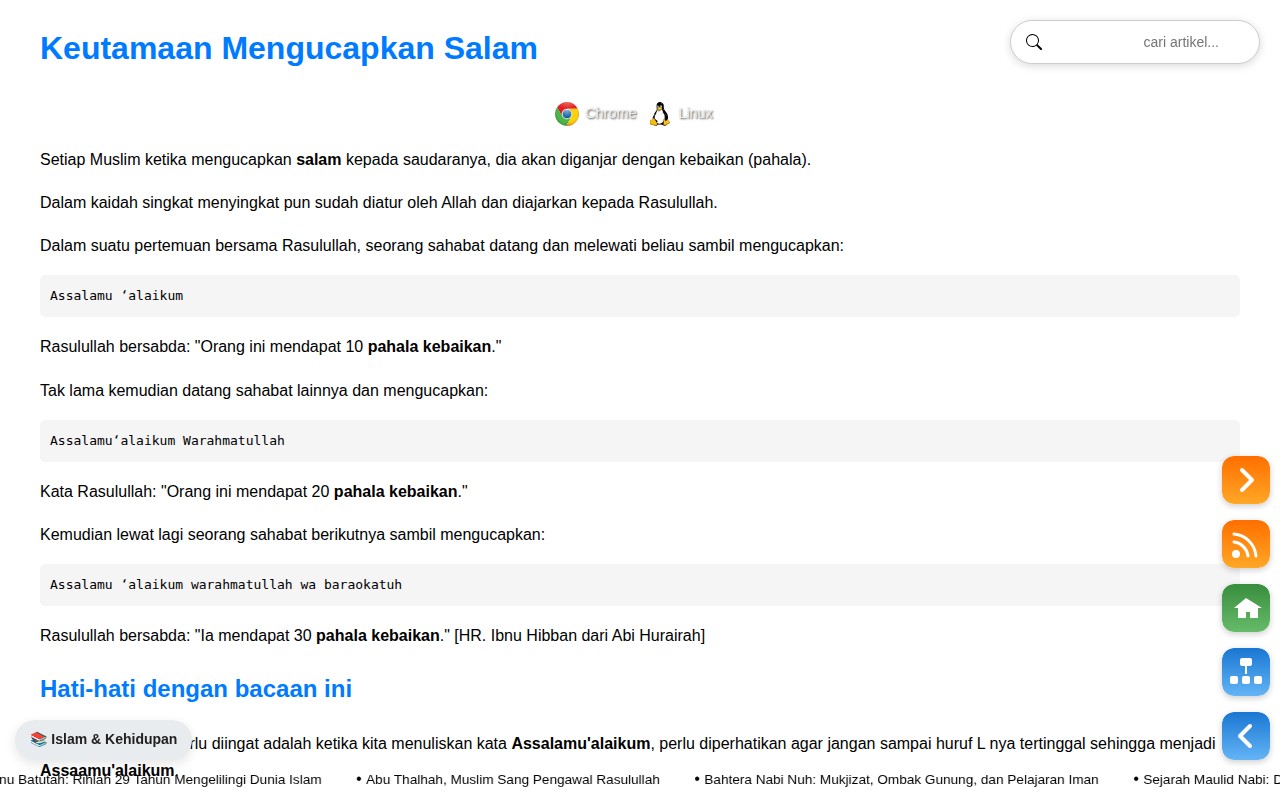 Keutamaan Mengucapkan Salam
cari artikel...
Chrome Linux
Setiap Muslim ketika mengucapkan salam kepada saudaranya, dia akan diganjar dengan kebaikan (pahala).
Dalam kaidah singkat menyingkat pun sudah diatur oleh Allah dan diajarkan kepada Rasulullah.
Dalam suatu pertemuan bersama Rasulullah, seorang sahabat datang dan melewati beliau sambil mengucapkan:
Assalamu ‘alaikum
Rasulullah bersabda: "Orang ini mendapat 10 pahala kebaikan."
Tak lama kemudian datang sahabat lainnya dan mengucapkan:
Assalamu‘alaikum Warahmatullah
Kata Rasulullah: "Orang ini mendapat 20 pahala kebaikan."
Kemudian lewat lagi seorang sahabat berikutnya sambil mengucapkan:
Assalamu ‘alaikum warahmatullah wa baraokatuh
Rasulullah bersabda: "Ia mendapat 30 pahala kebaikan." [HR. Ibnu Hibban dari Abi Hurairah]
Hati-hati dengan bacaan ini
📚 Islam & Kehidupan
rlu diingat adalah ketika kita menuliskan kata Assalamu'alaikum, perlu diperhatikan agar jangan sampai huruf L nya tertinggal sehingga menjadi
Assaamu'alaikum.
nu Batutah: Rihlah 29 Tahun Mengelilingi Dunia Islam • Abu Thalhah, Muslim Sang Pengawal Rasulullah • Bahtera Nabi Nuh: Mukjizat, Ombak Gunung, dan Pelajaran Iman • Sejarah Maulid Nabi: D